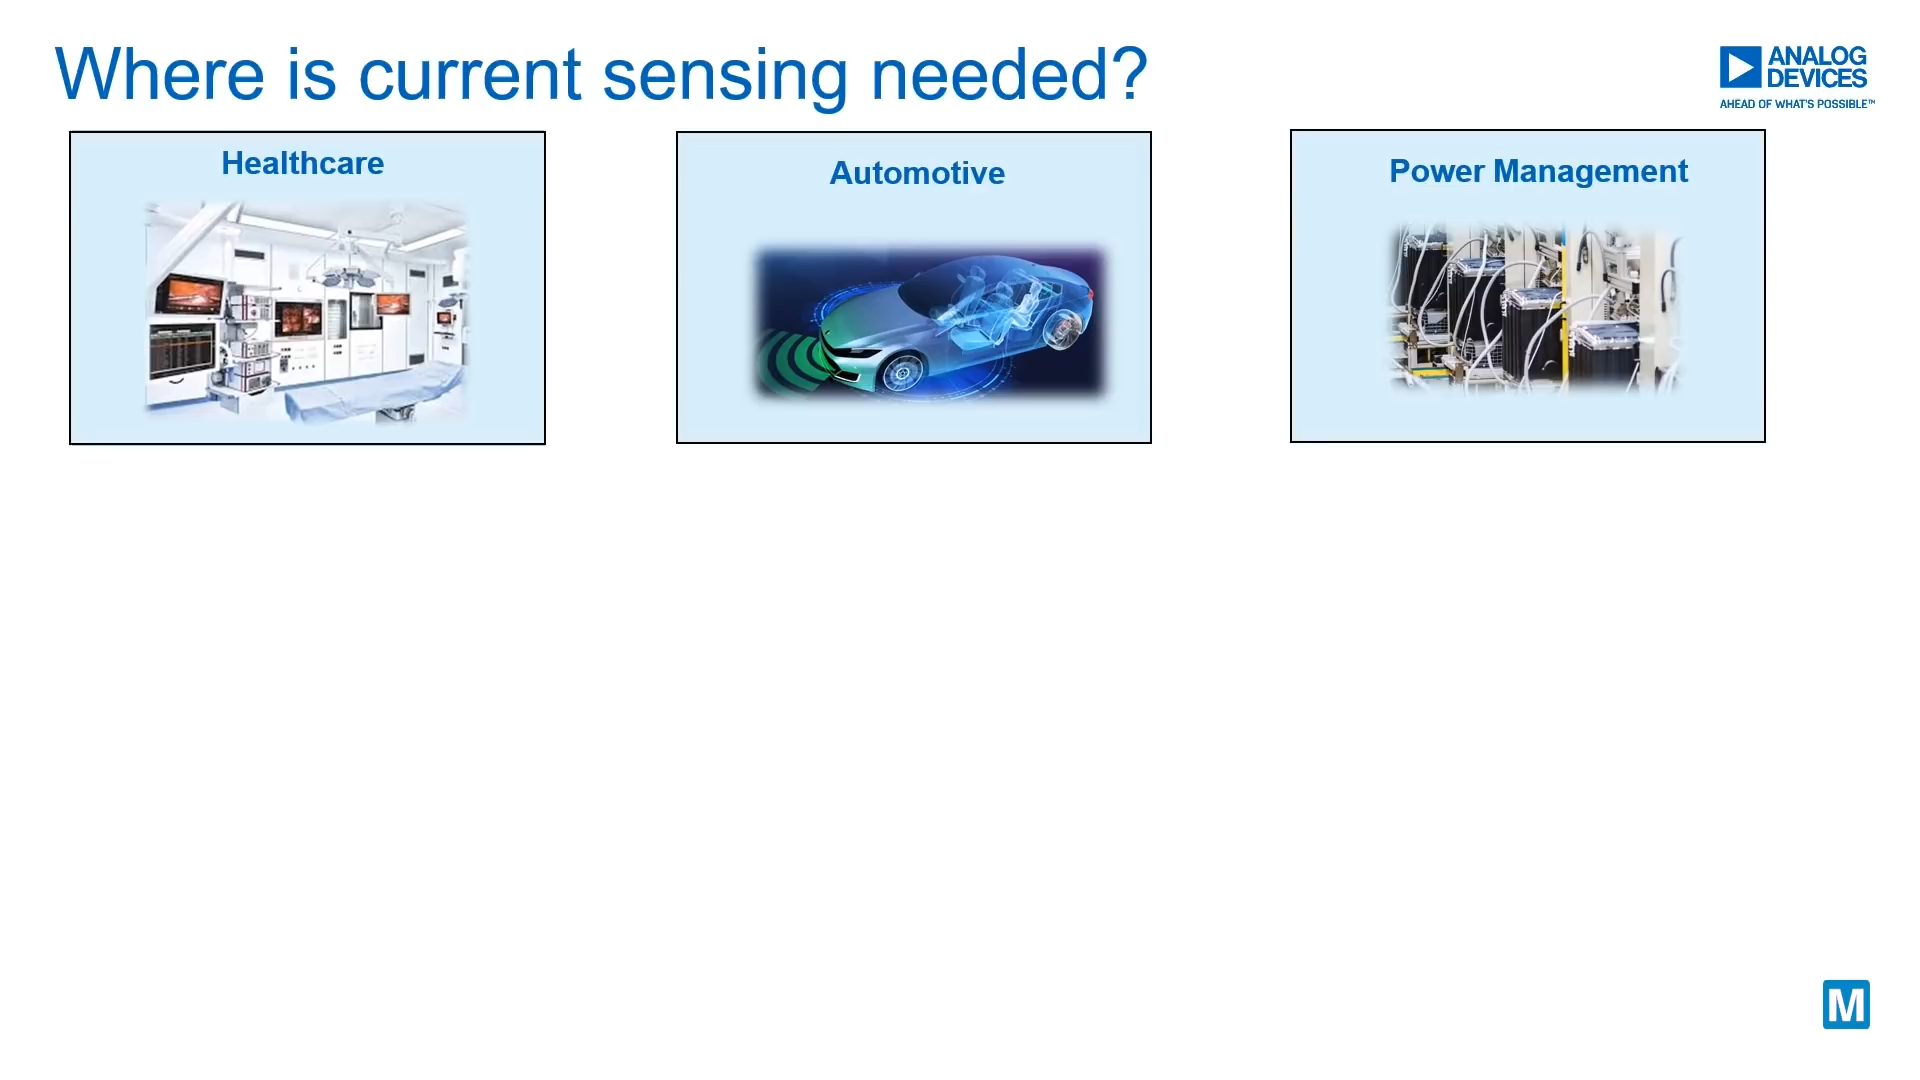 Where is current sensing needed?
ANALOG
DEVICES
AHEAD OF WHAT'S POSSIBLE™
Healthcare
Automotive
Power Management
M